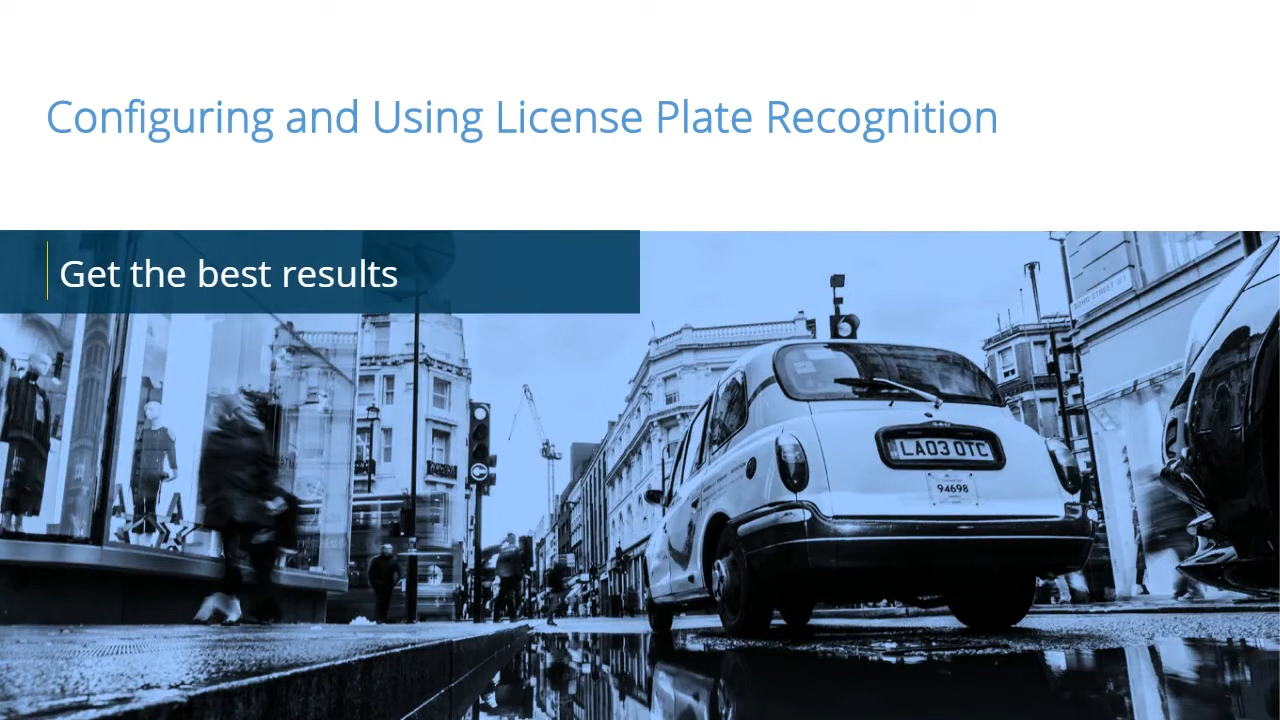 Configuring and Using License Plate Recognition
Get the best results
LA03 OTC
94698